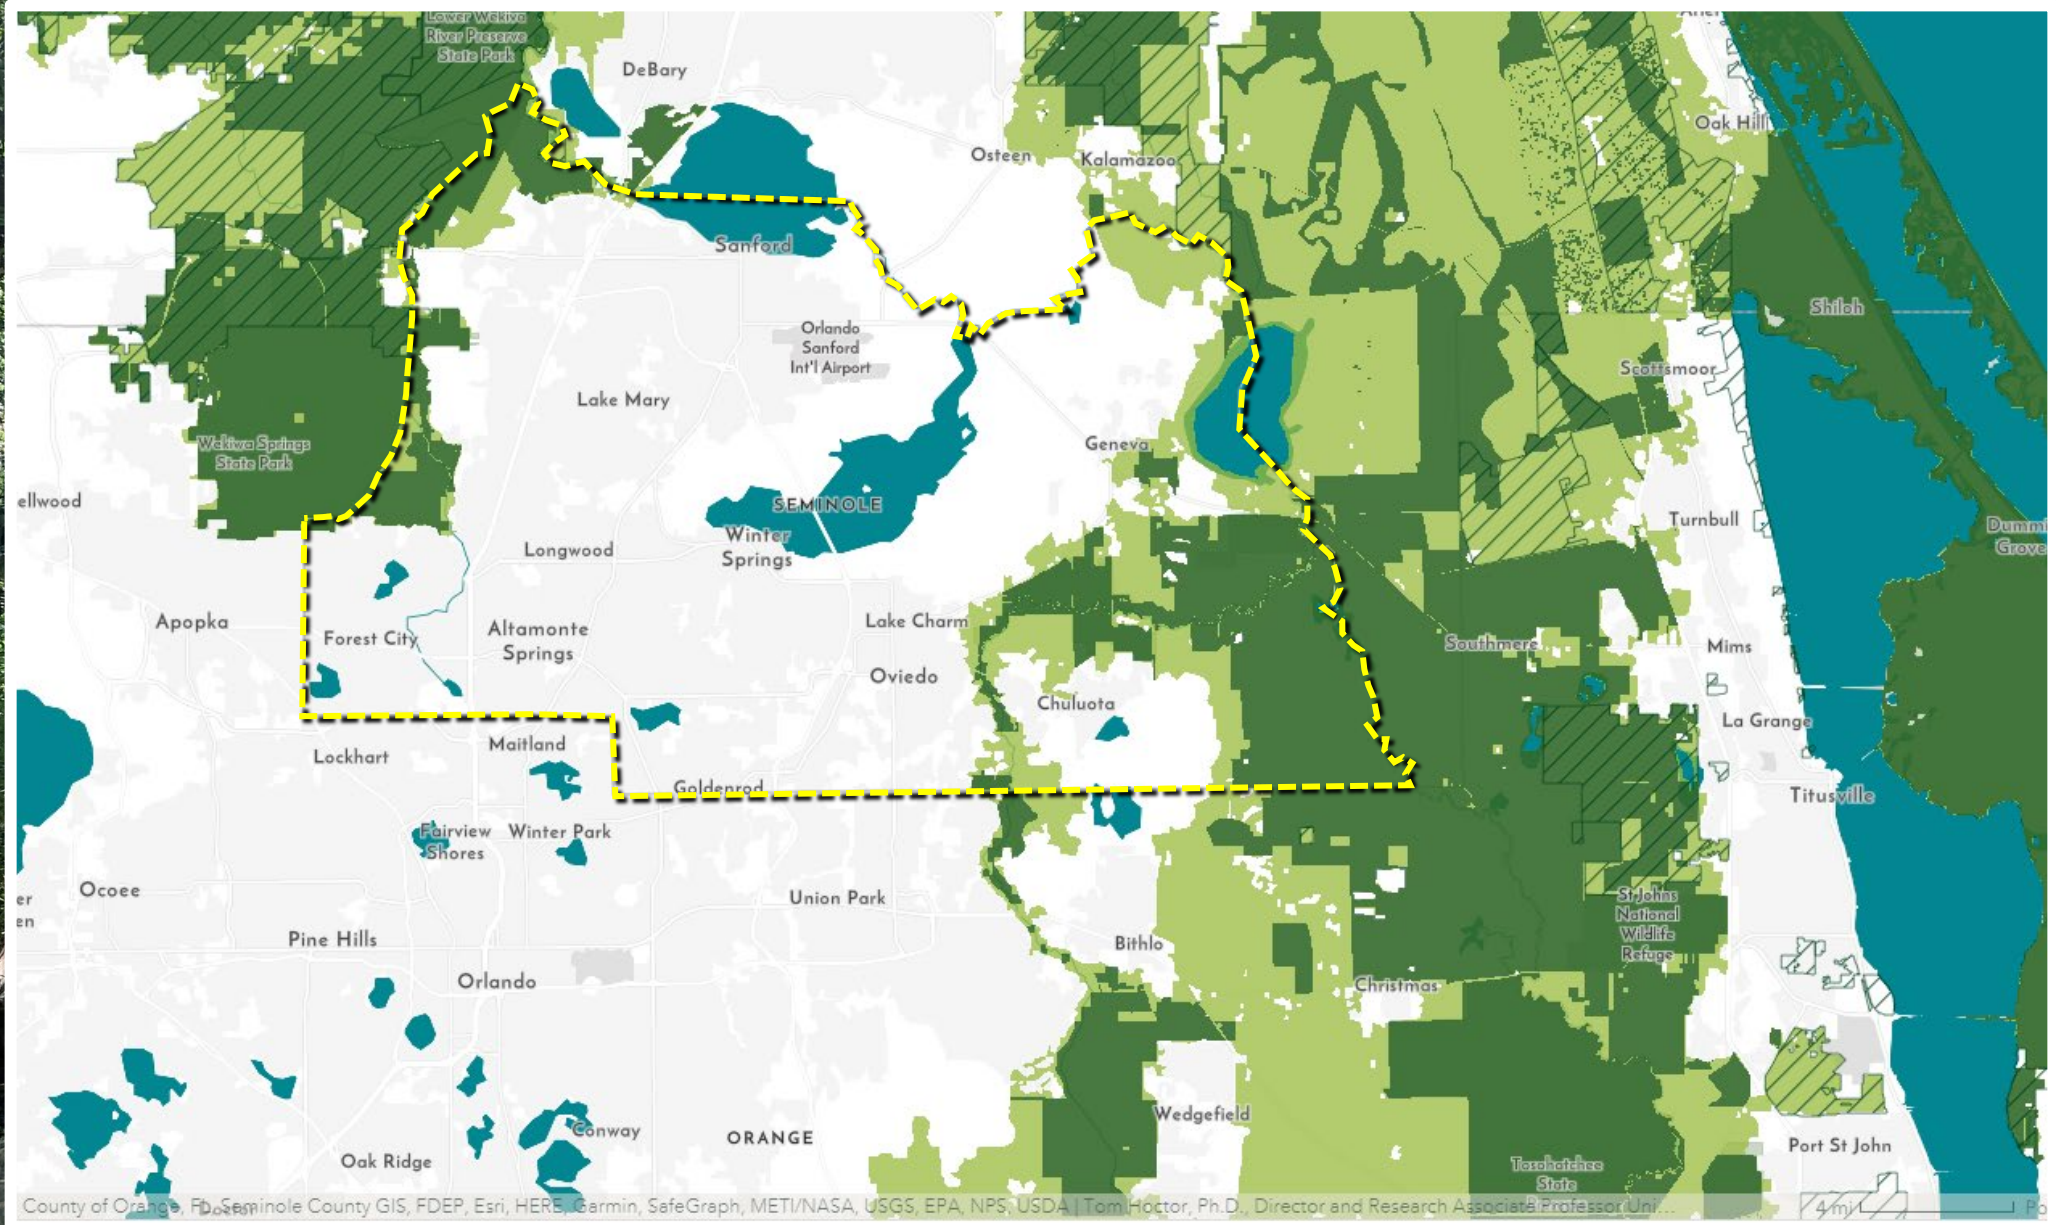 Lower Wekiva
River Preserve
State Park
DeBary
Oak Hill
Osteen
Kalamazoo
Sanford
Shiloh
Orlando
Sanford
Int'l Airport
Scottsmoor
Lake Mary
Wekiwa Springs
State Park
Geneva
ellwood
SEMINOLE
Turnbull
Dummi
Grove
Winter
Springs
Longwood
Apopka
Lake Charm
Forest City
Altamonte
Springs
Southmere
Mims
Oviedo
Chuluota
La Grange
Lockhart
Maitland
Goldenrod
Titusville
Fairview
Shores
Winter Park
Ocoee
er
en
Union Park
St Johns
National
Wildlife
Refuge
Pine Hills
Bithlo
Orlando
Christmas
Wedgefield
Conway
ORANGE
Oak Ridge
Port St John
Tosohatchee
State
County of Orange, FL, Seminole County GIS, FDEP, Esri, HERE, Garmin, SafeGraph, METI/NASA, USGS, EPA, NPS, USDA | Tom Hoctor, Ph.D., Director and Research Associate Professor Uni...
4 mi
Po